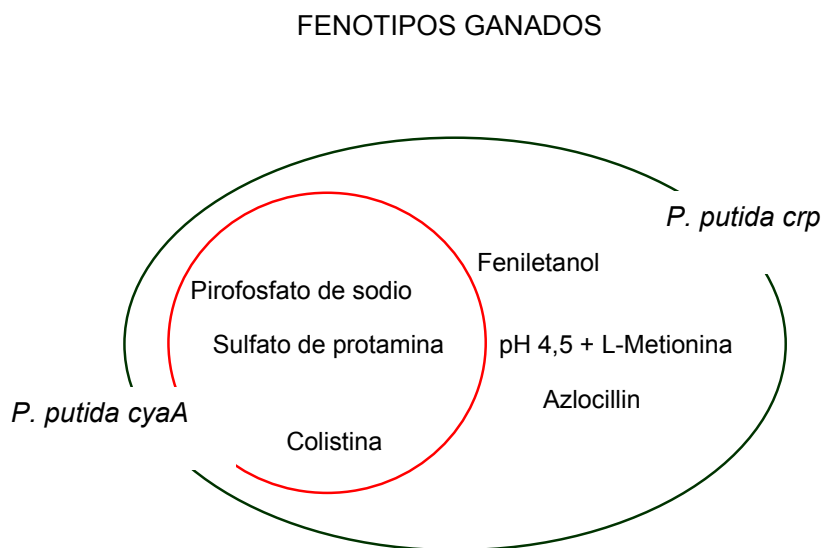 FENOTIPOS GANADOS
P. putida crp
Feniletanol
Pirofosfato de sodio
Sulfato de protamina
pH 4,5 + L-Metionina
Azlocillin
P. putida cyaA
Colistina